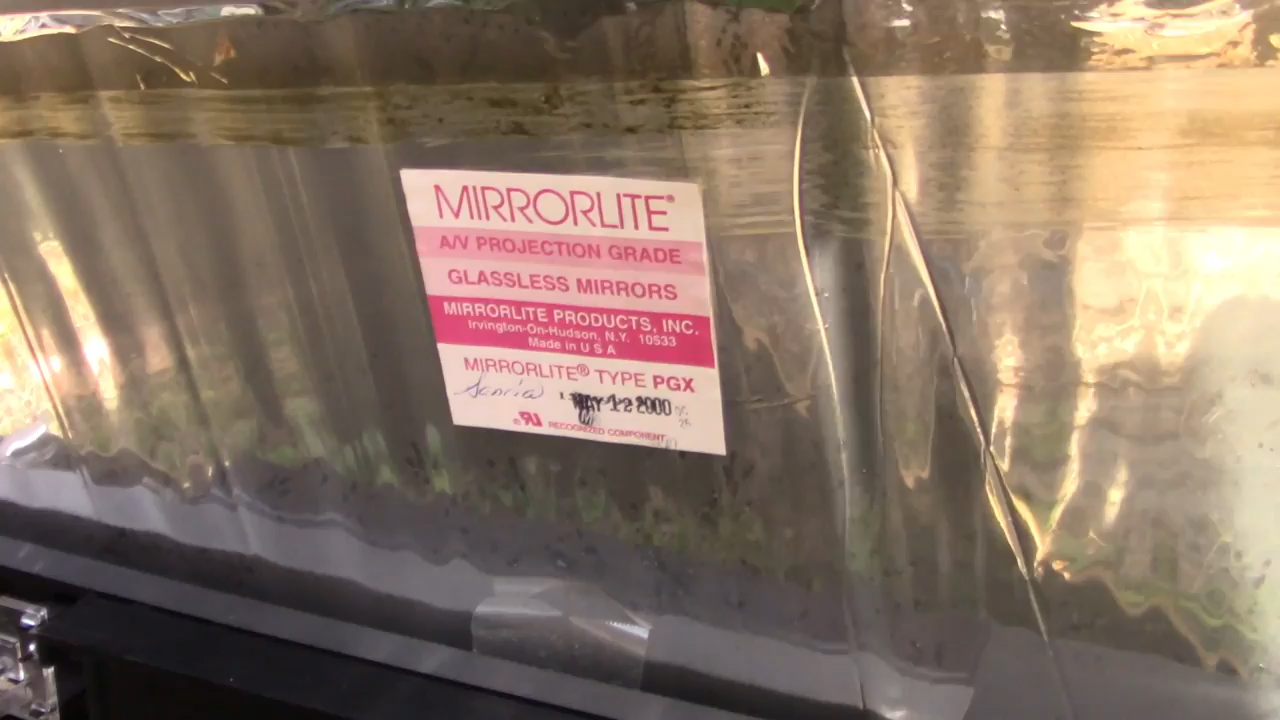 MIRRORLITE®
A/V PROJECTION GRADE
GLASSLESS MIRRORS
MIRRORLITE PRODUCTS, INC.
Irvington-On-Hudson, N.Y. 10533
Made in U S A
MIRRORLITE® TYPE PGX
MAY 12 2000
RECOGNIZED COMPONENT